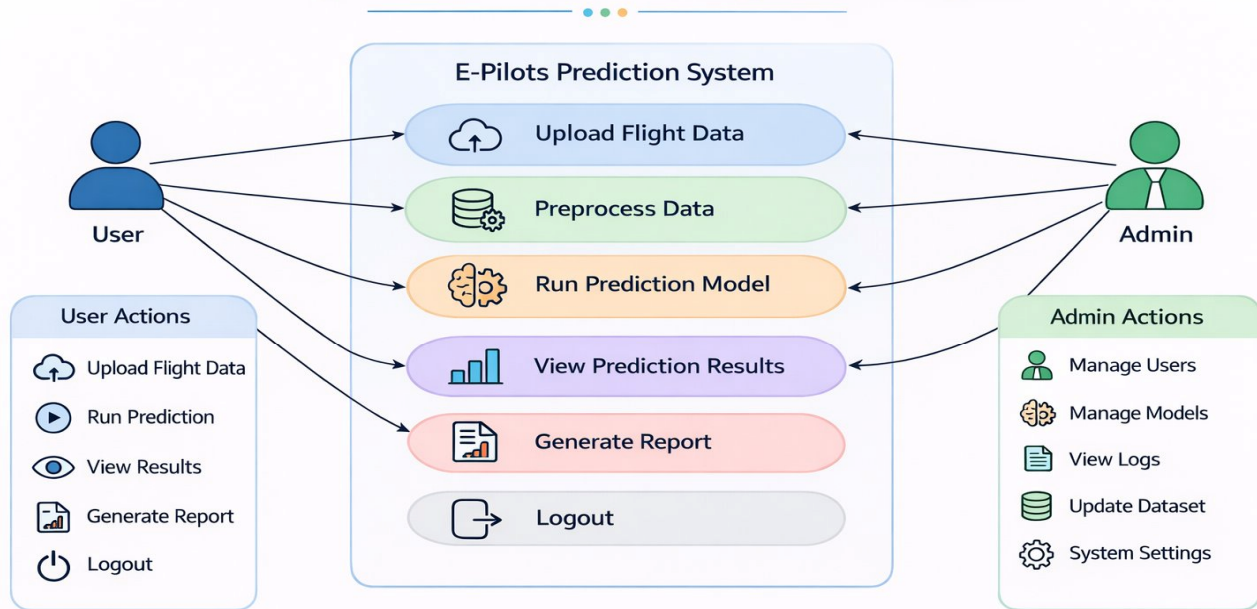 E-Pilots Prediction System
Upload Flight Data
Preprocess Data
Run Prediction Model
View Prediction Results
Generate Report
Logout
User
User Actions
Upload Flight Data
Run Prediction
View Results
Generate Report
Logout
Admin
Admin Actions
Manage Users
Manage Models
View Logs
Update Dataset
System Settings